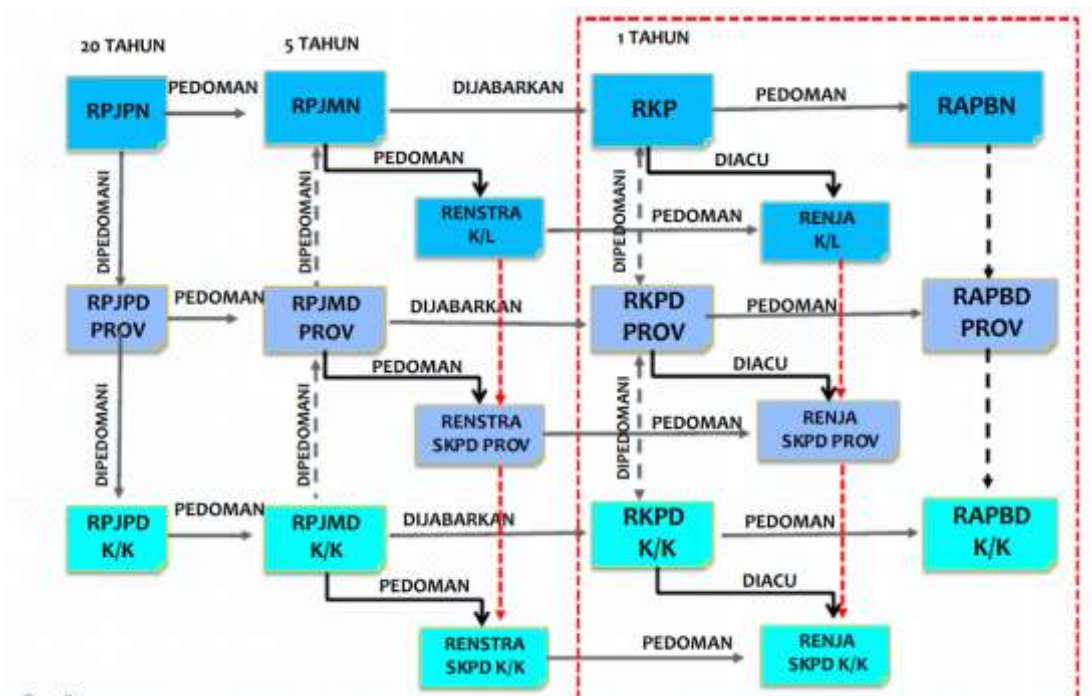 20 TAHUN
5 TAHUN
1 TAHUN
RPJPN
PEDOMAN
RPJMN
DIJABARKAN
RKP
PEDOMAN
RAPBN
PEDOMAN
DIACU
DIPEDOMANI
DIPEDOMANI
RENSTRA
K/L
PEDOMAN
DIPEDOMANI
RENJA
K/L
RPJPD
PROV
PEDOMAN
RPJMD
PROV
DIJABARKAN
RKPD
PROV
PEDOMAN
RAPBD
PROV
PEDOMAN
DIACU
DIPEDOMANI
DIPEDOMANI
RENSTRA
SKPD PROV
PEDOMAN
DIPEDOMANI
RENJA
SKPD PROV
RPJPD
K/K
PEDOMAN
RPJMD
K/K
DIJABARKAN
RKPD
K/K
PEDOMAN
RAPBD
K/K
PEDOMAN
DIACU
RENSTRA
SKPD K/K
PEDOMAN
RENJA
SKPD K/K